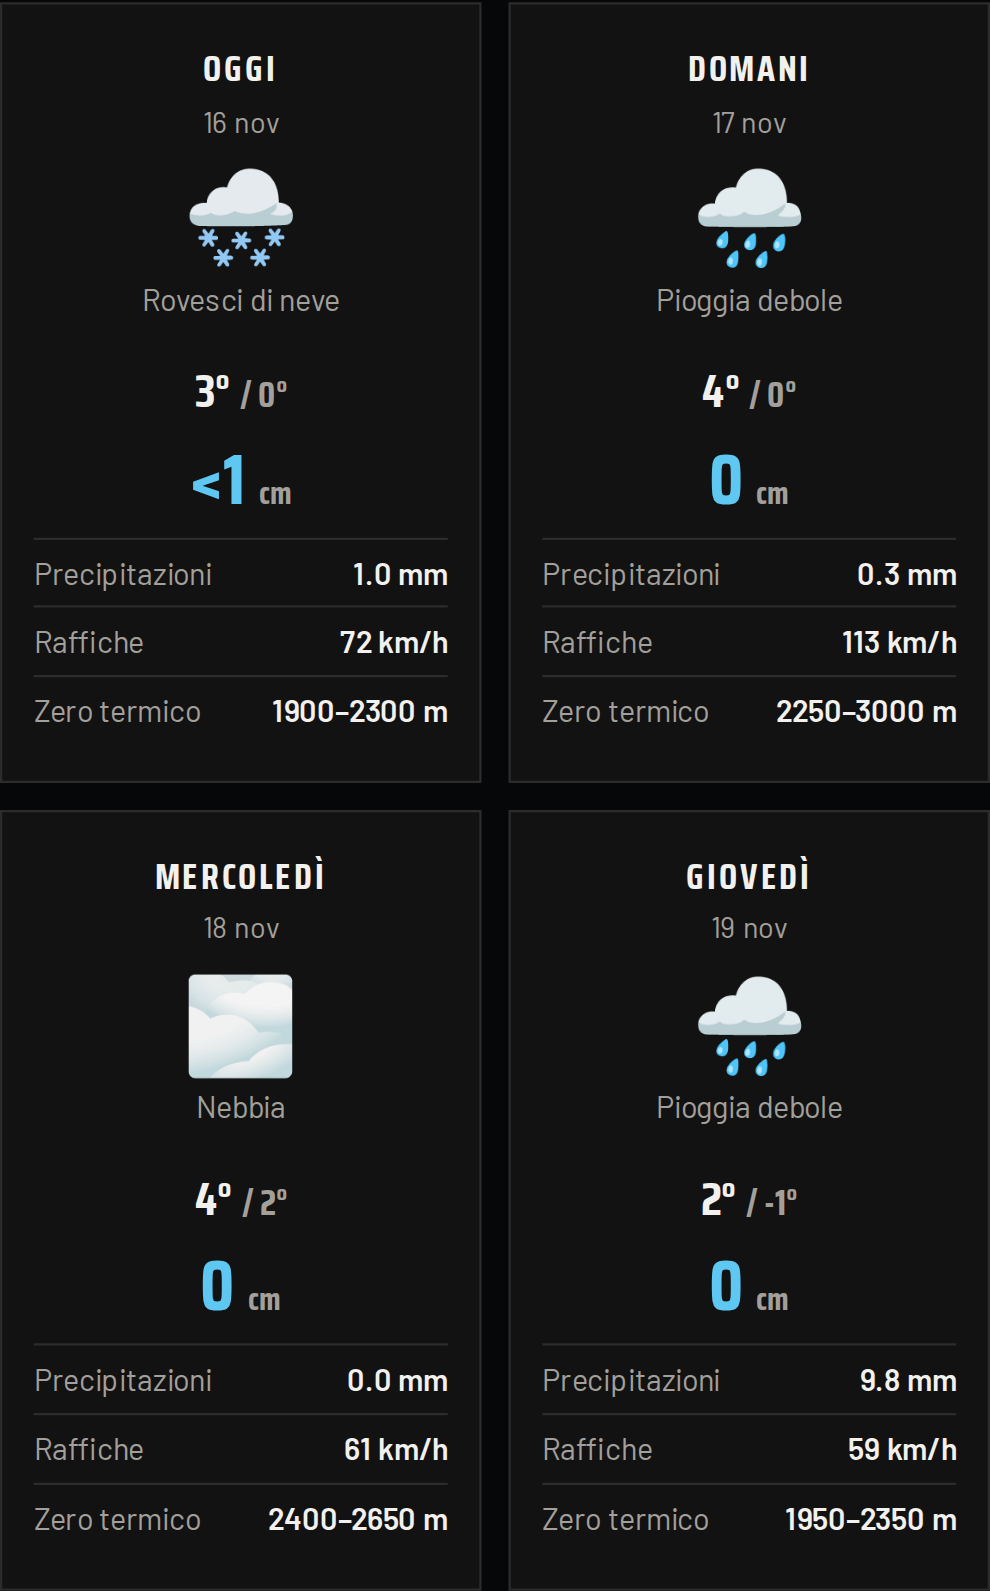 OGGI
16 nov
Rovesci di neve
3° / 0°
<1 cm
Precipitazioni 1.0 mm
Raffiche 72 km/h
Zero termico 1900–2300 m
DOMANI
17 nov
Pioggia debole
4° / 0°
0 cm
Precipitazioni 0.3 mm
Raffiche 113 km/h
Zero termico 2250–3000 m
MERCOLEDÌ
18 nov
Nebbia
4° / 2°
0 cm
Precipitazioni 0.0 mm
Raffiche 61 km/h
Zero termico 2400–2650 m
GIOVEDÌ
19 nov
Pioggia debole
2° / -1°
0 cm
Precipitazioni 9.8 mm
Raffiche 59 km/h
Zero termico 1950–2350 m